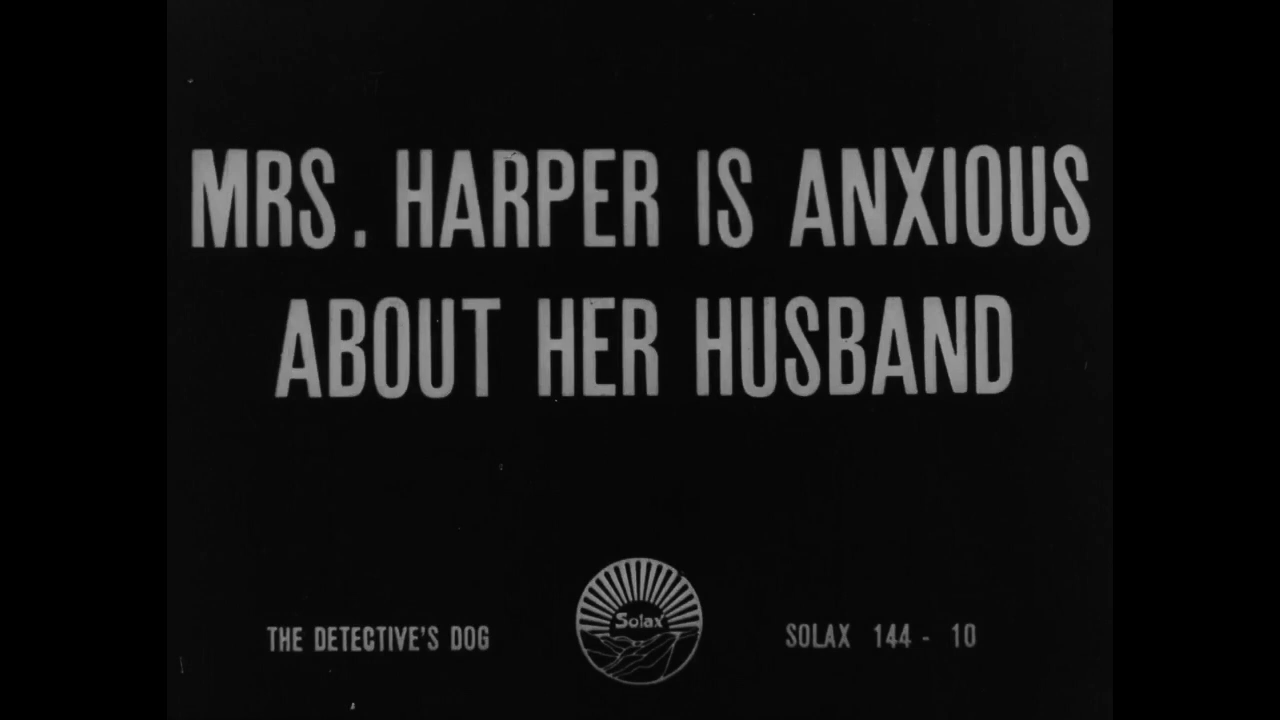 MRS. HARPER IS ANXIOUS
ABOUT HER HUSBAND
Solax
THE DETECTIVE'S DOG
SOLAX 144 - 10